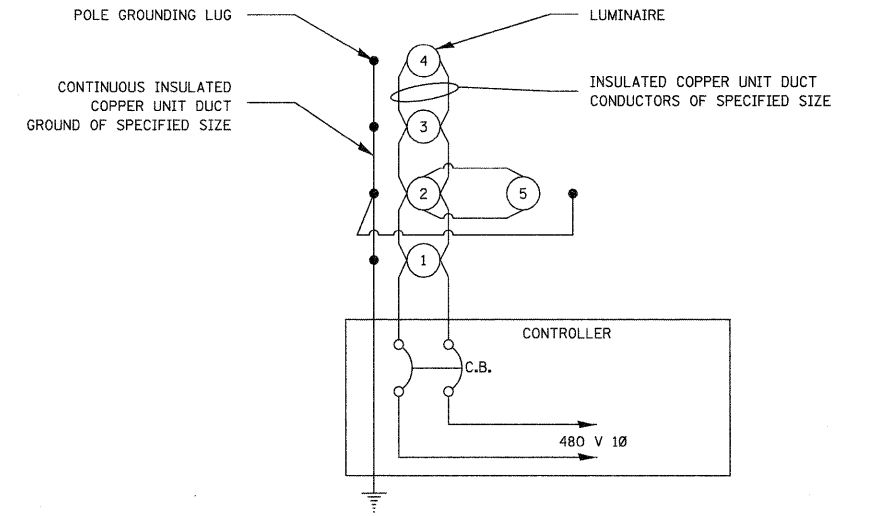 POLE GROUNDING LUG
LUMINAIRE
4
CONTINUOUS INSULATED
COPPER UNIT DUCT
GROUND OF SPECIFIED SIZE
INSULATED COPPER UNIT DUCT
CONDUCTORS OF SPECIFIED SIZE
3
2
5
1
CONTROLLER
C.B.
480 V 1Ø